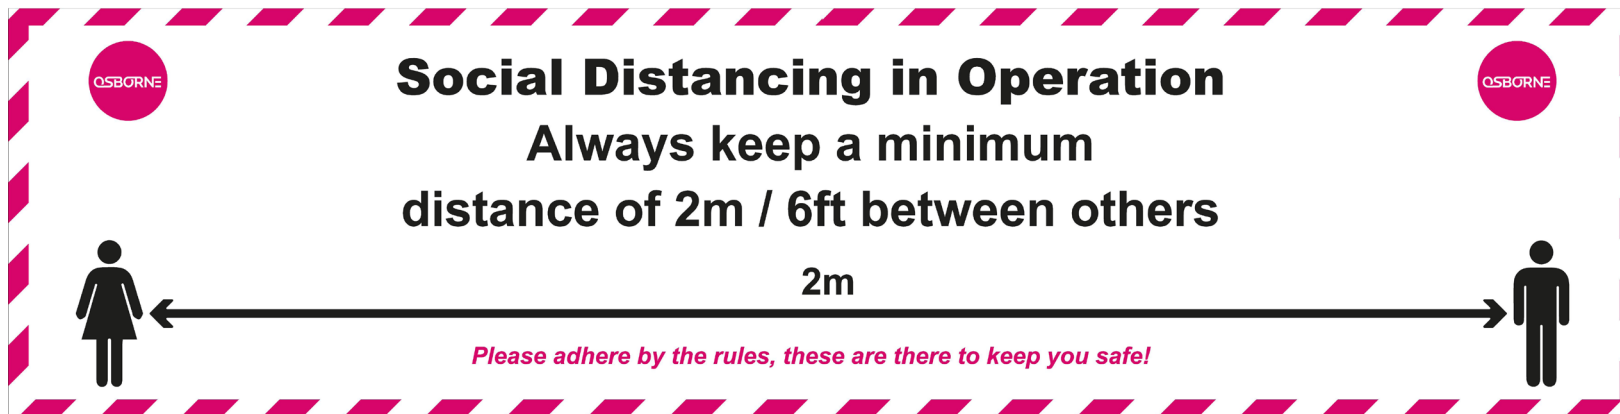 OSBORNE
OSBORNE
Social Distancing in Operation
Always keep a minimum
distance of 2m / 6ft between others
2m
Please adhere by the rules, these are there to keep you safe!